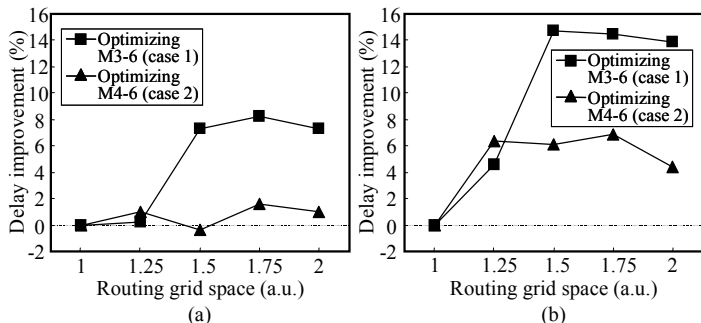 16
14
12
10
8
6
4
2
0
-2
Delay improvement (%)
Optimizing
M3-6 (case 1)
Optimizing
M4-6 (case 2)
1 1.25 1.5 1.75 2
Routing grid space (a.u.)
(a)
16
14
12
10
8
6
4
2
0
-2
Delay improvement (%)
Optimizing
M3-6 (case 1)
Optimizing
M4-6 (case 2)
1 1.25 1.5 1.75 2
Routing grid space (a.u.)
(b)